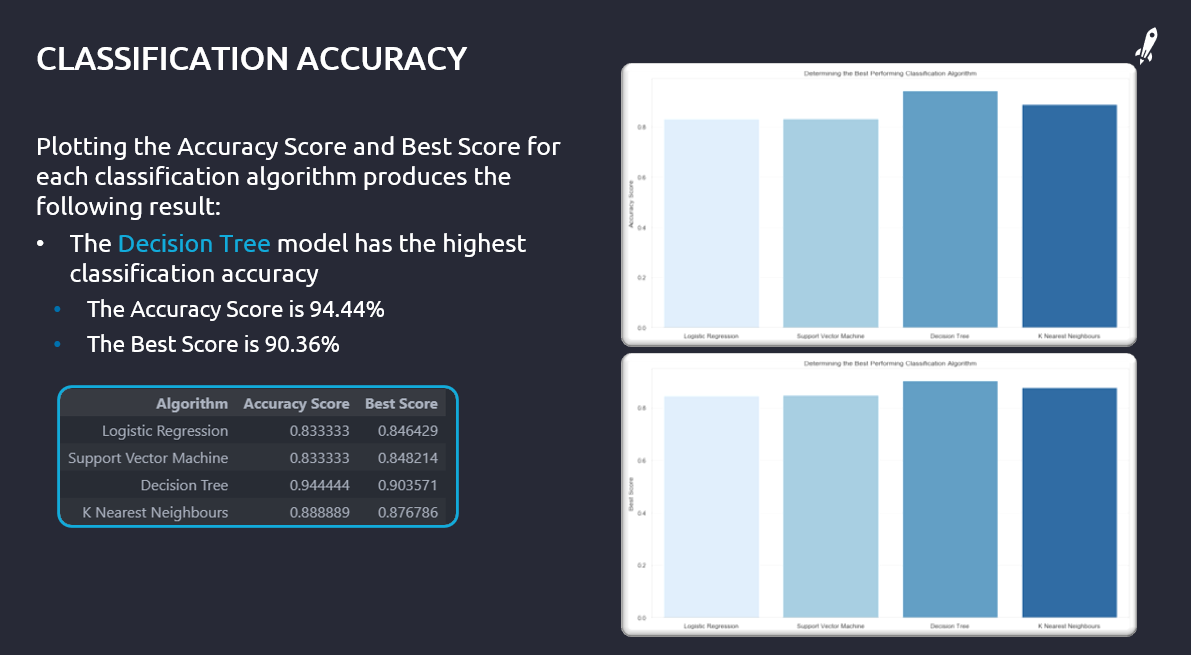 CLASSIFICATION ACCURACY
Plotting the Accuracy Score and Best Score for
each classification algorithm produces the
following result:
• The Decision Tree model has the highest
classification accuracy
• The Accuracy Score is 94.44%
• The Best Score is 90.36%
Algorithm Accuracy Score Best Score
Logistic Regression 0.833333 0.846429
Support Vector Machine 0.833333 0.848214
Decision Tree 0.944444 0.903571
K Nearest Neighbours 0.888889 0.876786
Determining the Best Performing Classification Algorithm
Accuracy Score
0.8
0.6
0.4
0.2
0.0
Logistic Regression Support Vector Machine Decision Tree K Nearest Neighbours
Determining the Best Performing Classification Algorithm
Best Score
0.8
0.6
0.4
0.2
0.0
Logistic Regression Support Vector Machine Decision Tree K Nearest Neighbours